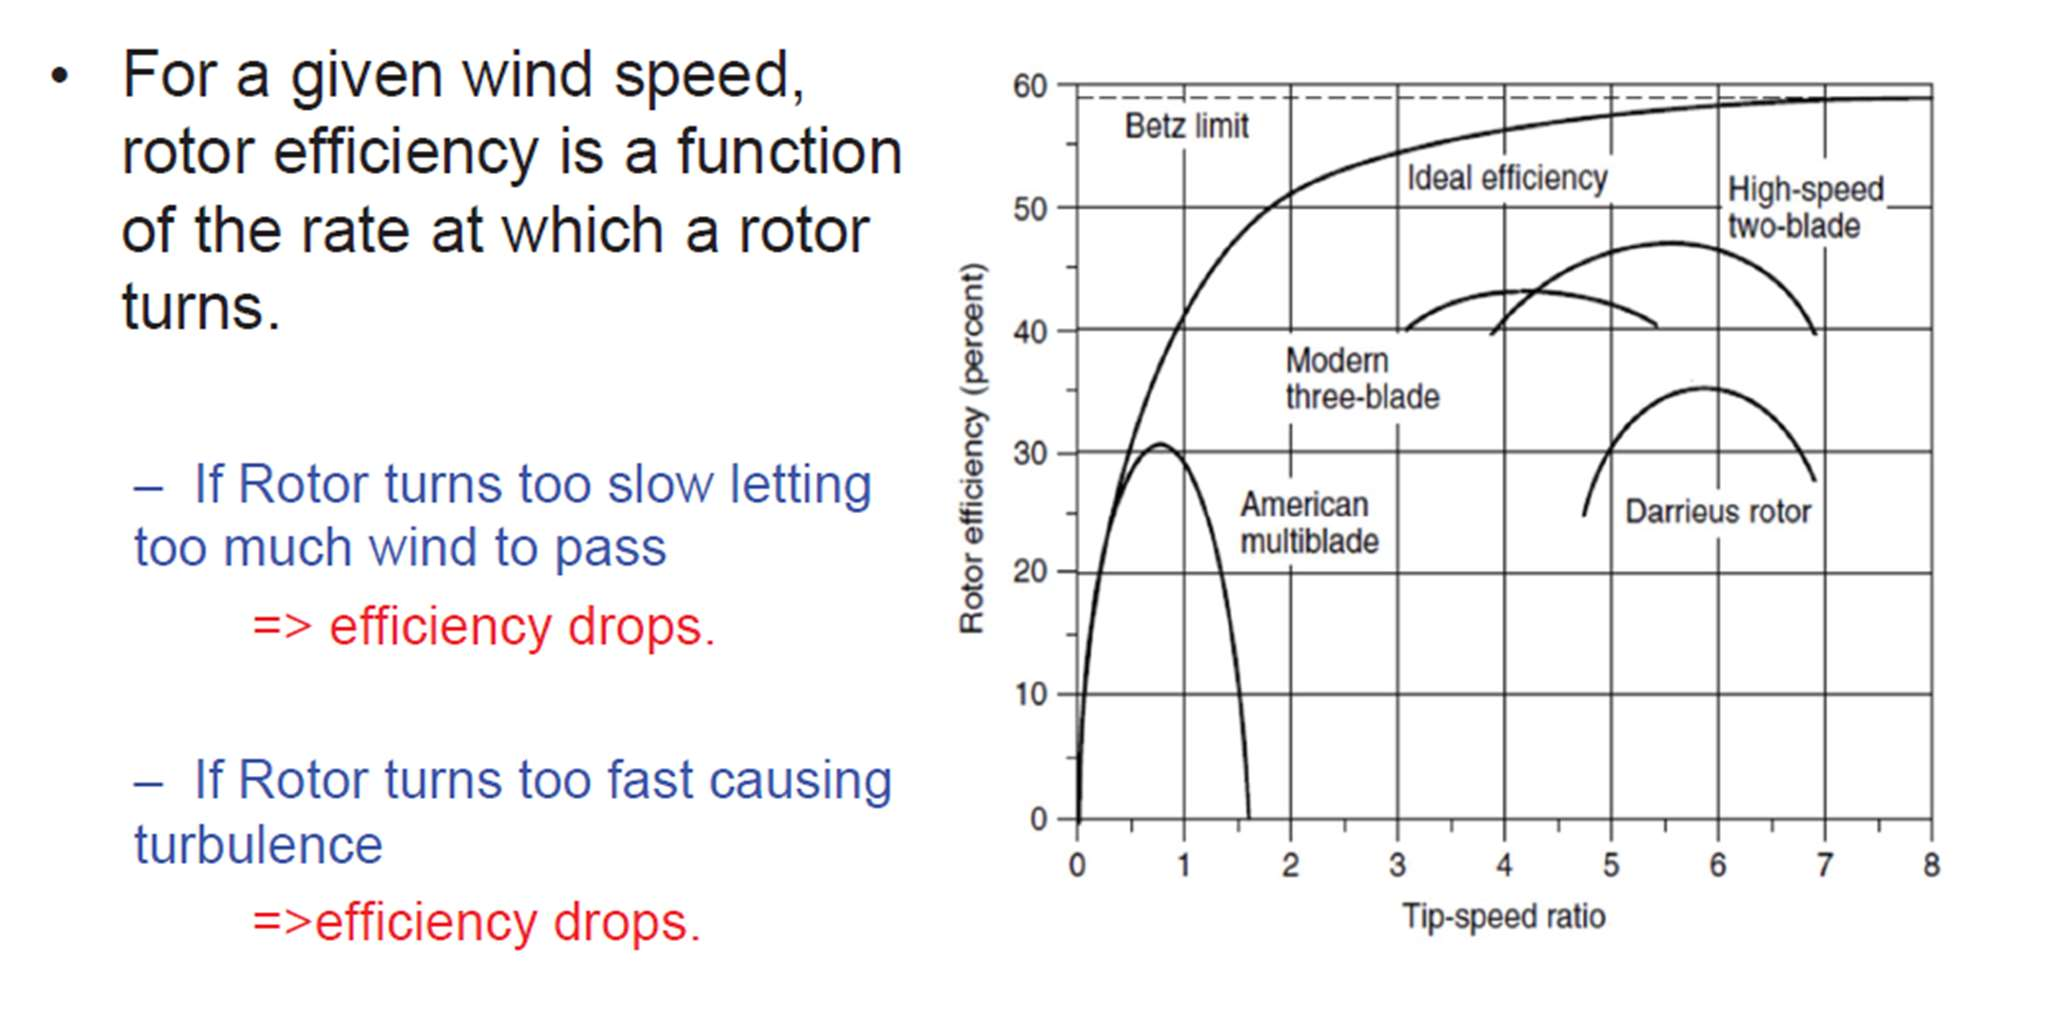 • For a given wind speed,
rotor efficiency is a function
of the rate at which a rotor
turns.
– If Rotor turns too slow letting
too much wind to pass
=> efficiency drops.
– If Rotor turns too fast causing
turbulence
=>efficiency drops.
Rotor efficiency (percent)
60
50
40
30
20
10
0
Betz limit
Ideal efficiency
High-speed
two-blade
Modern
three-blade
American
multiblade
Darrieus rotor
0 1 2 3 4 5 6 7 8
Tip-speed ratio